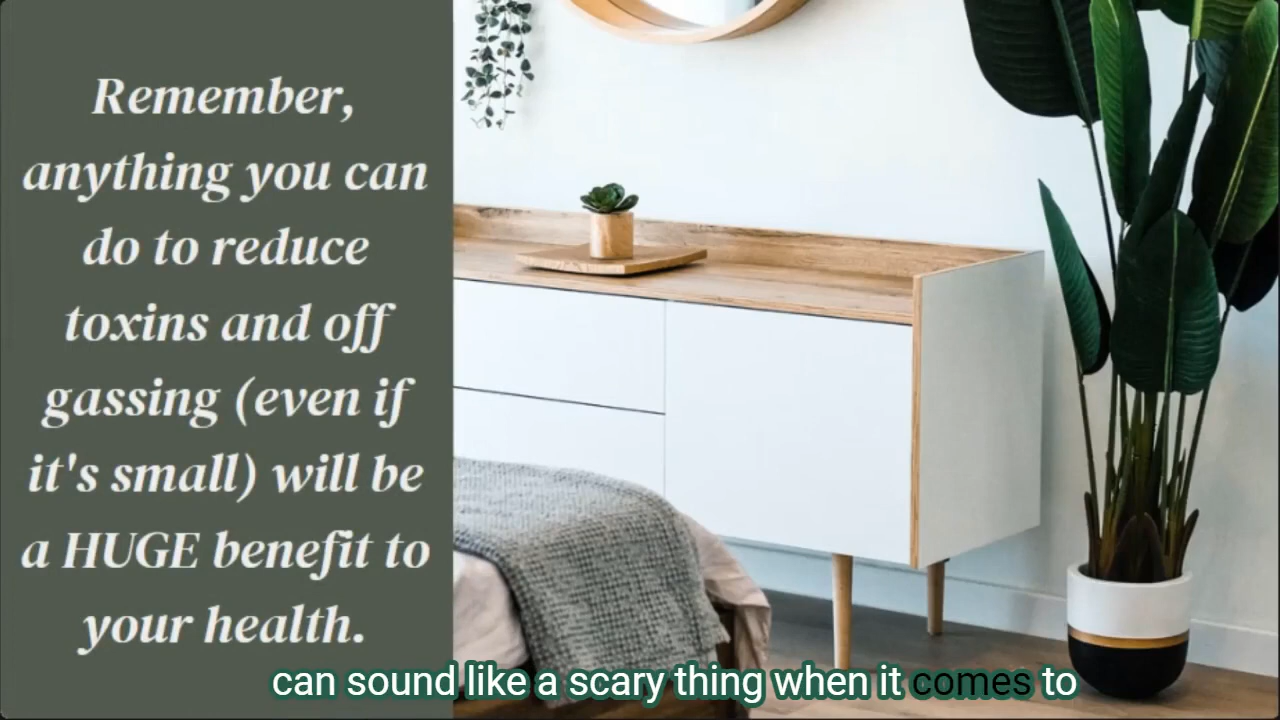 Remember,
anything you can
do to reduce
toxins and off
gassing (even if
it's small) will be
a HUGE benefit to
your health.
can sound like a scary thing when it comes to